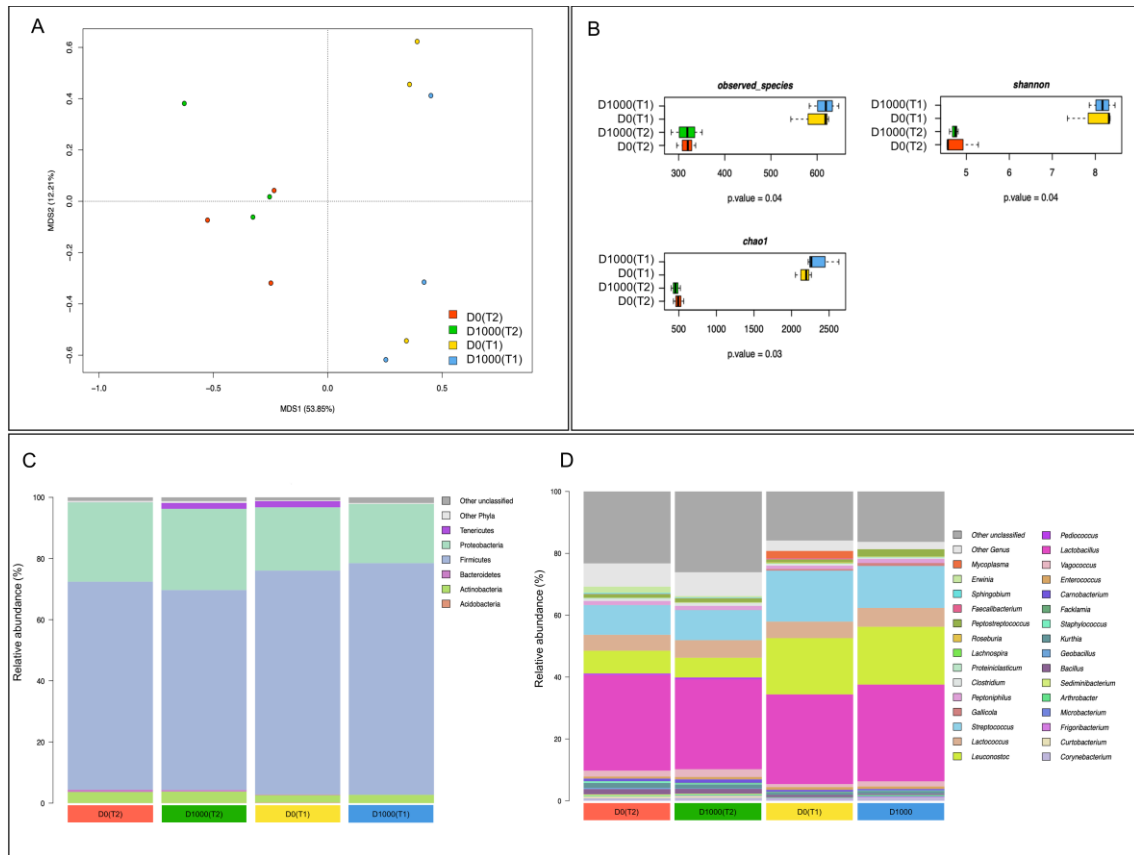 A
MDS2 (12.21%)
0.6
0.4
0.2
0.0
−0.2
−0.4
−0.6
−1.0 −0.5 0.0 0.5
MDS1 (53.85%)
D0(T2)
D1000(T2)
D0(T1)
D1000(T1)
B
observed_species
D1000(T1)
D0(T1)
D1000(T2)
D0(T2)
300 400 500 600
p.value = 0.04
shannon
D1000(T1)
D0(T1)
D1000(T2)
D0(T2)
5 6 7 8
p.value = 0.04
chao1
D1000(T1)
D0(T1)
D1000(T2)
D0(T2)
500 1000 1500 2000 2500
p.value = 0.03
C
Relative abundance (%)
100
80
60
40
20
0
D0(T2) D1000(T2) D0(T1) D1000(T1)
Other unclassified
Other Phyla
Tenericutes
Proteobacteria
Firmicutes
Bacteroidetes
Actinobacteria
Acidobacteria
D
Relative abundance (%)
100
80
60
40
20
0
D0(T2) D1000(T2) D0(T1) D1000
Other unclassified
Other Genus
Mycoplasma
Erwinia
Sphingobium
Faecalibacterium
Peptostreptococcus
Roseburia
Lachnospira
Proteiniclasticum
Clostridium
Peptoniphilus
Gallicola
Streptococcus
Lactococcus
Leuconostoc
Pediococcus
Lactobacillus
Vagococcus
Enterococcus
Carnobacterium
Facklamia
Staphylococcus
Kurthia
Geobacillus
Bacillus
Sediminibacterium
Arthrobacter
Microbacterium
Frigoribacterium
Curtobacterium
Corynebacterium